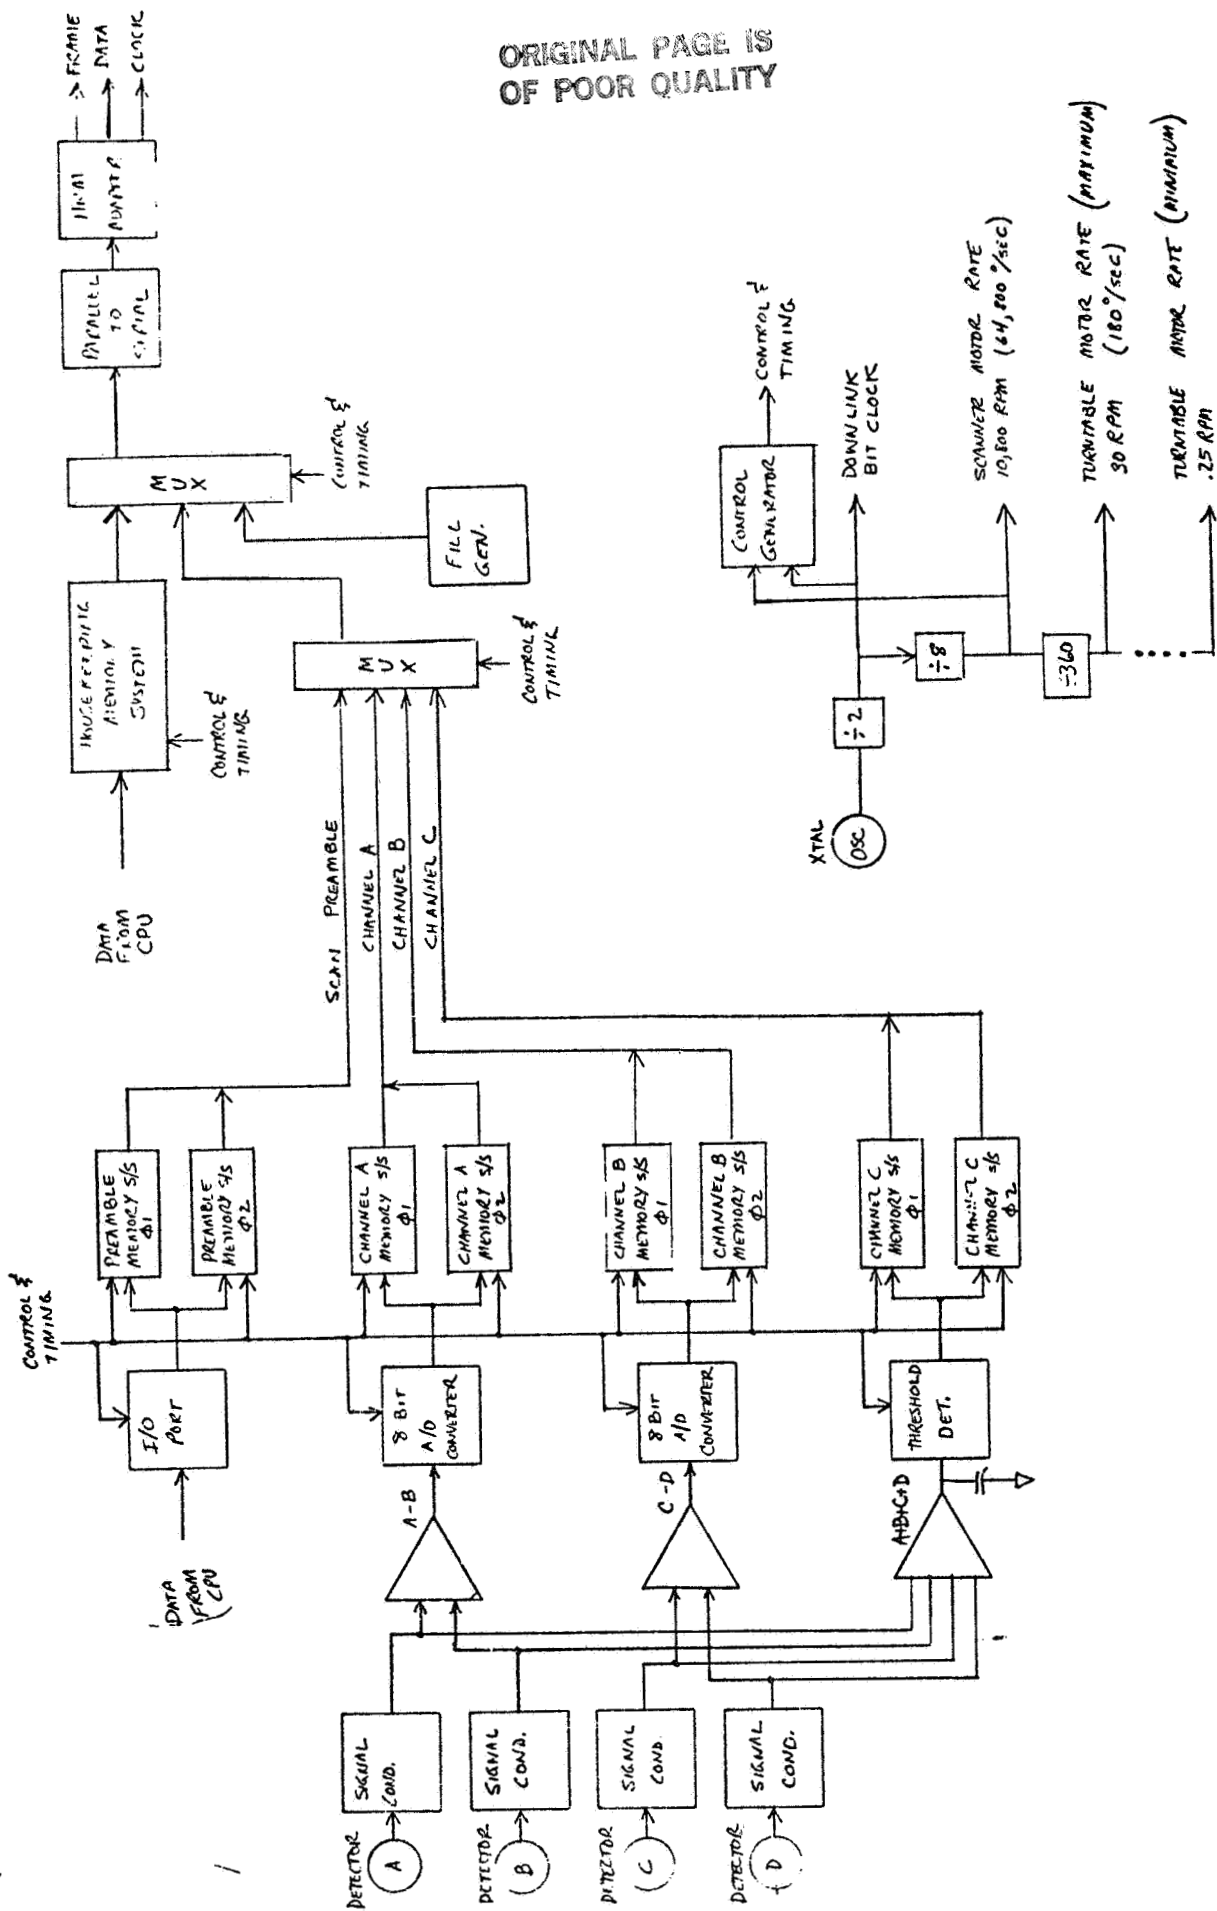 ORIGINAL PAGE IS
OF POOR QUALITY
FRAME
DATA
CLOCK
ADAPTER
PARALLEL
TO
SERIAL
MUX
CONTROL &
TIMING
FILL
GEN.
HOUSEKEEPING
MEMORY
SYSTEM
CONTROL &
TIMING
DATA
FROM
CPU
MUX
CONTROL &
TIMING
SCAN PREAMBLE
CHANNEL A
CHANNEL B
CHANNEL C
CONTROL &
TIMING
PREAMBLE
MEMORY S/S
Φ1
PREAMBLE
MEMORY S/S
Φ2
CHANNEL A
MEMORY S/S
Φ1
CHANNEL A
MEMORY S/S
Φ2
CHANNEL B
MEMORY S/S
Φ1
CHANNEL B
MEMORY S/S
Φ2
CHANNEL C
MEMORY S/S
Φ1
CHANNEL C
MEMORY S/S
Φ2
I/O
PORT
DATA
FROM
CPU
8 BIT
A/D
CONVERTER
8 BIT
A/D
CONVERTER
THRESHOLD
DET.
A-B
C-D
A+B+C+D
SIGNAL
COND.
SIGNAL
COND.
SIGNAL
COND.
SIGNAL
COND.
DETECTOR
A
DETECTOR
B
DETECTOR
C
DETECTOR
D
XTAL
OSC
÷2
÷8
÷360
CONTROL
GENERATOR
CONTROL &
TIMING
DOWNLINK
BIT CLOCK
SCANNER MOTOR RATE
10,800 RPM (64,800°/SEC)
TURNTABLE MOTOR RATE (MAXIMUM)
30 RPM (180°/SEC)
TURNTABLE MOTOR RATE (MINIMUM)
.25 RPM